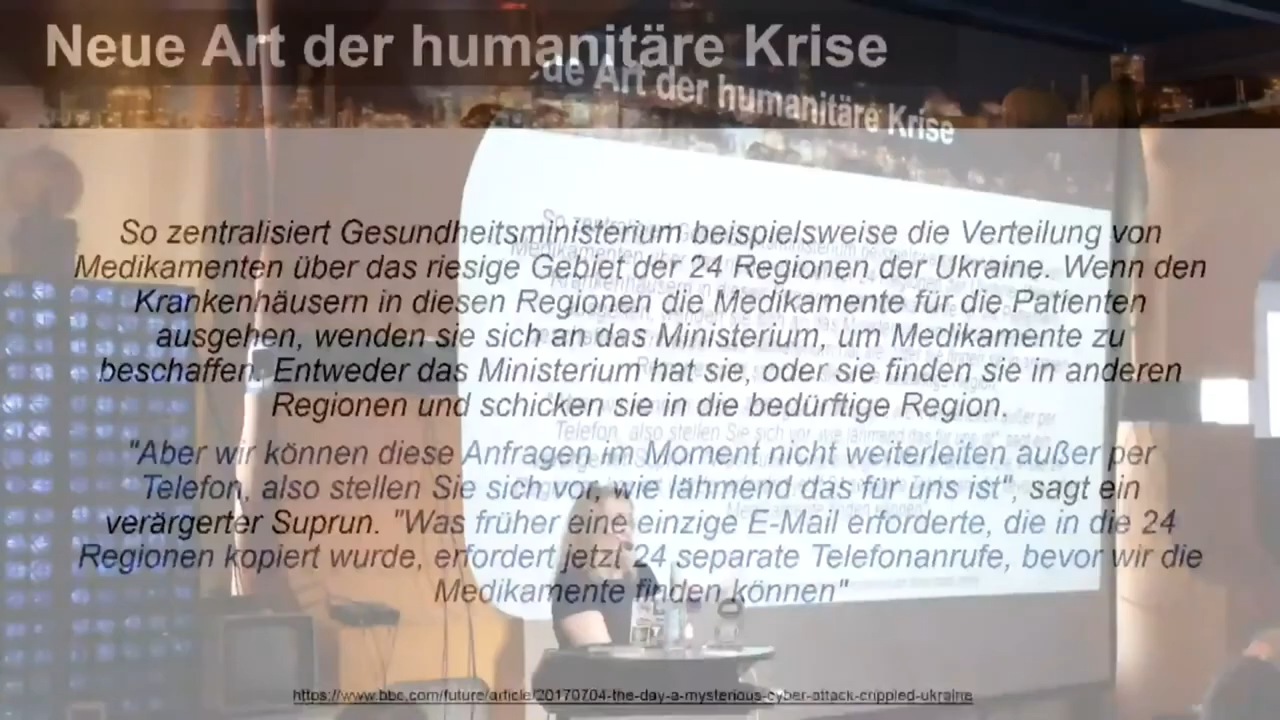 Neue Art der humanitäre Krise
de Art der humanitäre Krise
So zentralisiert Gesundheitsministerium beispielsweise die Verteilung von
Medikamenten über das riesige Gebiet der 24 Regionen der Ukraine. Wenn den
Krankenhäusern in diesen Regionen die Medikamente für die Patienten
ausgehen, wenden sie sich an das Ministerium, um Medikamente zu
beschaffen. Entweder das Ministerium hat sie, oder sie finden sie in anderen
Regionen und schicken sie in die bedürftige Region.
"Aber wir können diese Anfragen im Moment nicht weiterleiten außer per
Telefon, also stellen Sie sich vor, wie lähmend das für uns ist", sagt ein
verärgerter Suprun. "Was früher eine einzige E-Mail erforderte, die in die 24
Regionen kopiert wurde, erfordert jetzt 24 separate Telefonanrufe, bevor wir die
Medikamente finden können"
https://www.bbc.com/future/article/20170704-the-day-a-mysterious-cyber-attack-crippled-ukraine